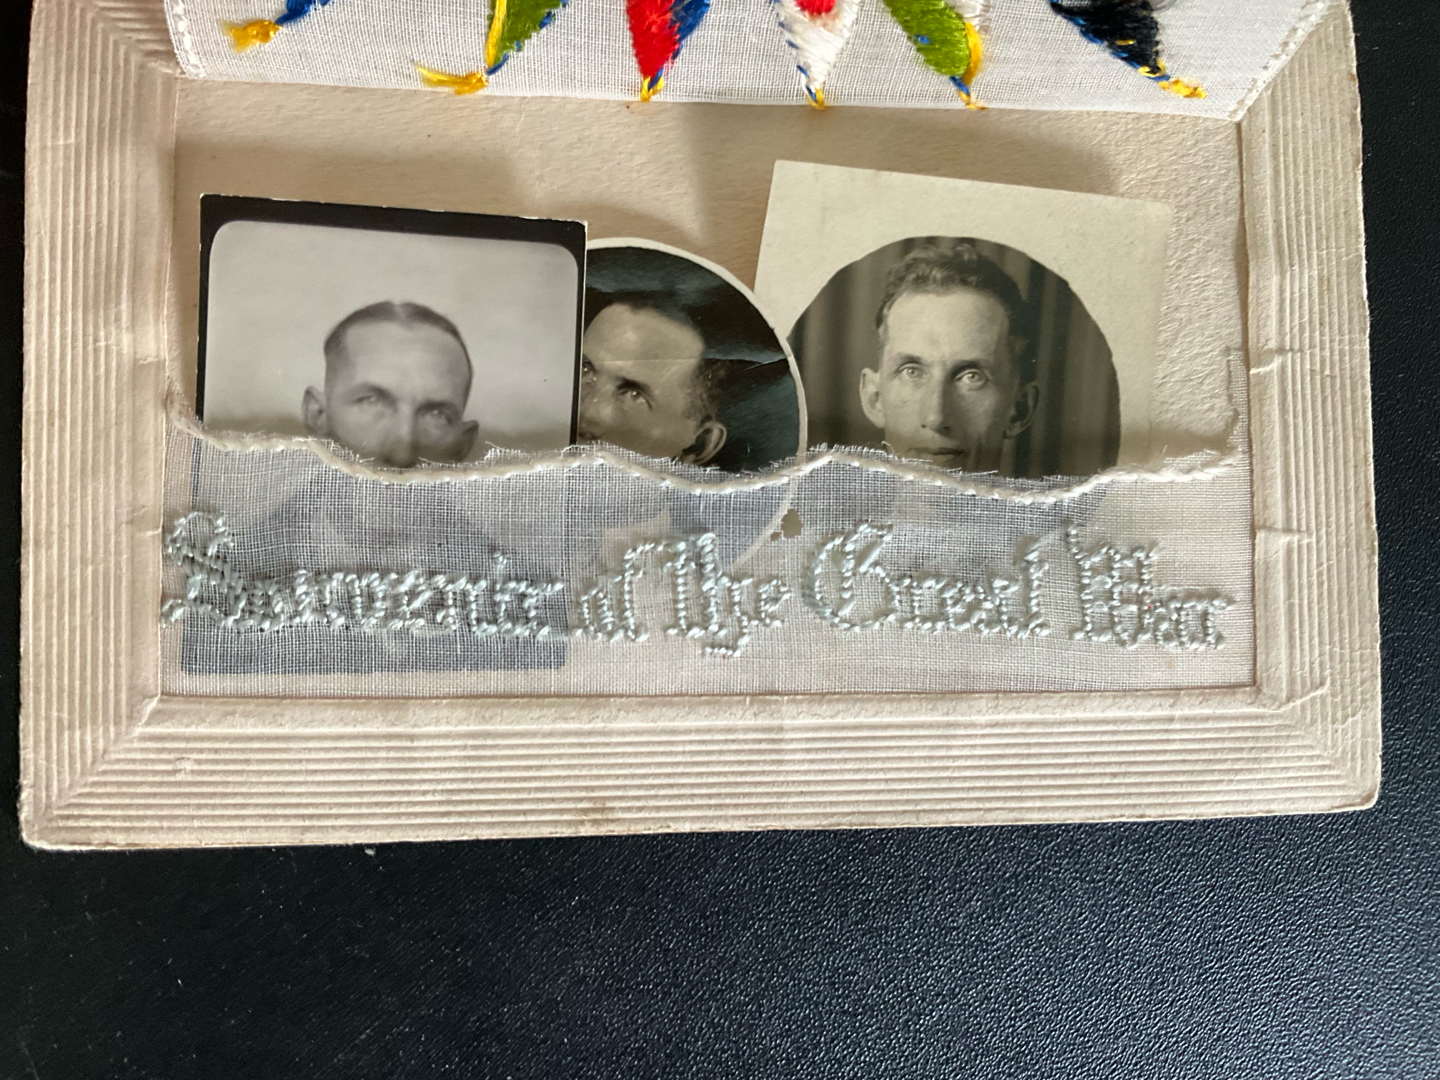 Souvenir of the Great War